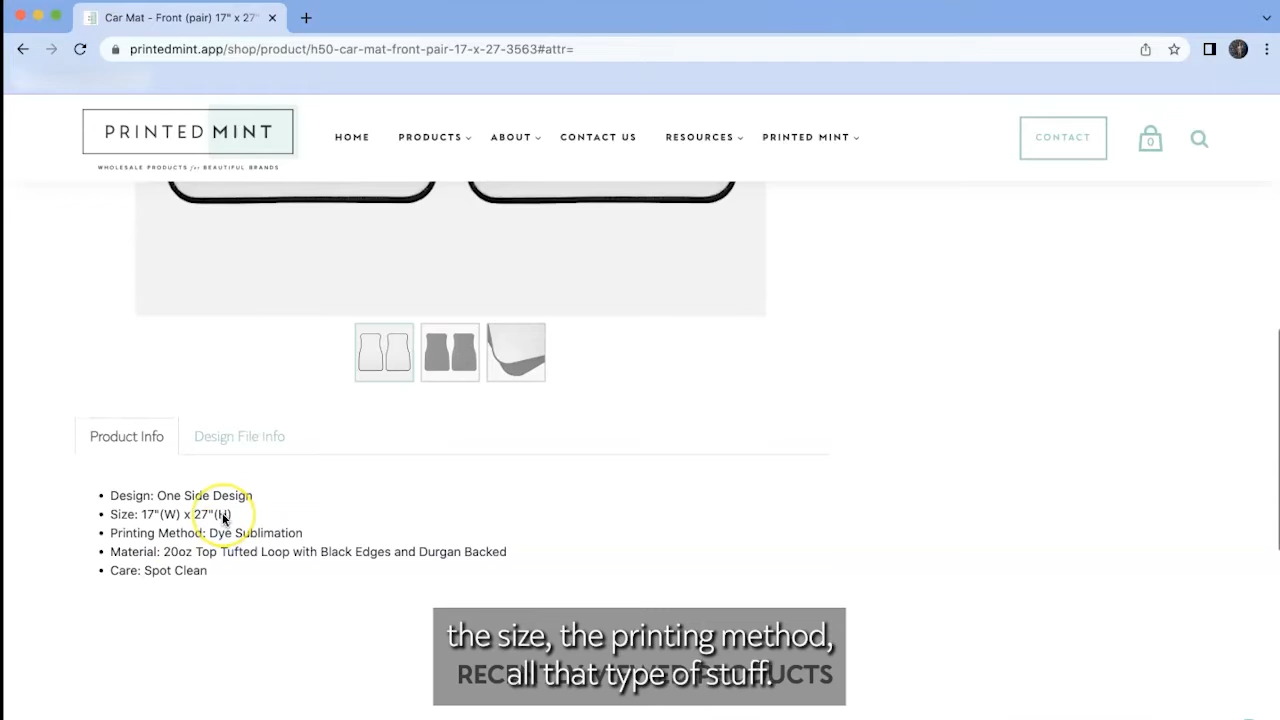 Car Mat - Front (pair) 17" x 27"
printedmint.app/shop/product/h50-car-mat-front-pair-17-x-27-3563#attr=
PRINTED MINT
WHOLESALE PRODUCTS for BEAUTIFUL BRANDS
HOME
PRODUCTS
ABOUT
CONTACT US
RESOURCES
PRINTED MINT
CONTACT
0
Product Info
Design File Info
• Design: One Side Design
• Size: 17"(W) x 27"(H)
• Printing Method: Dye Sublimation
• Material: 20oz Top Tufted Loop with Black Edges and Durgan Backed
• Care: Spot Clean
the size, the printing method,
all that type of stuff.